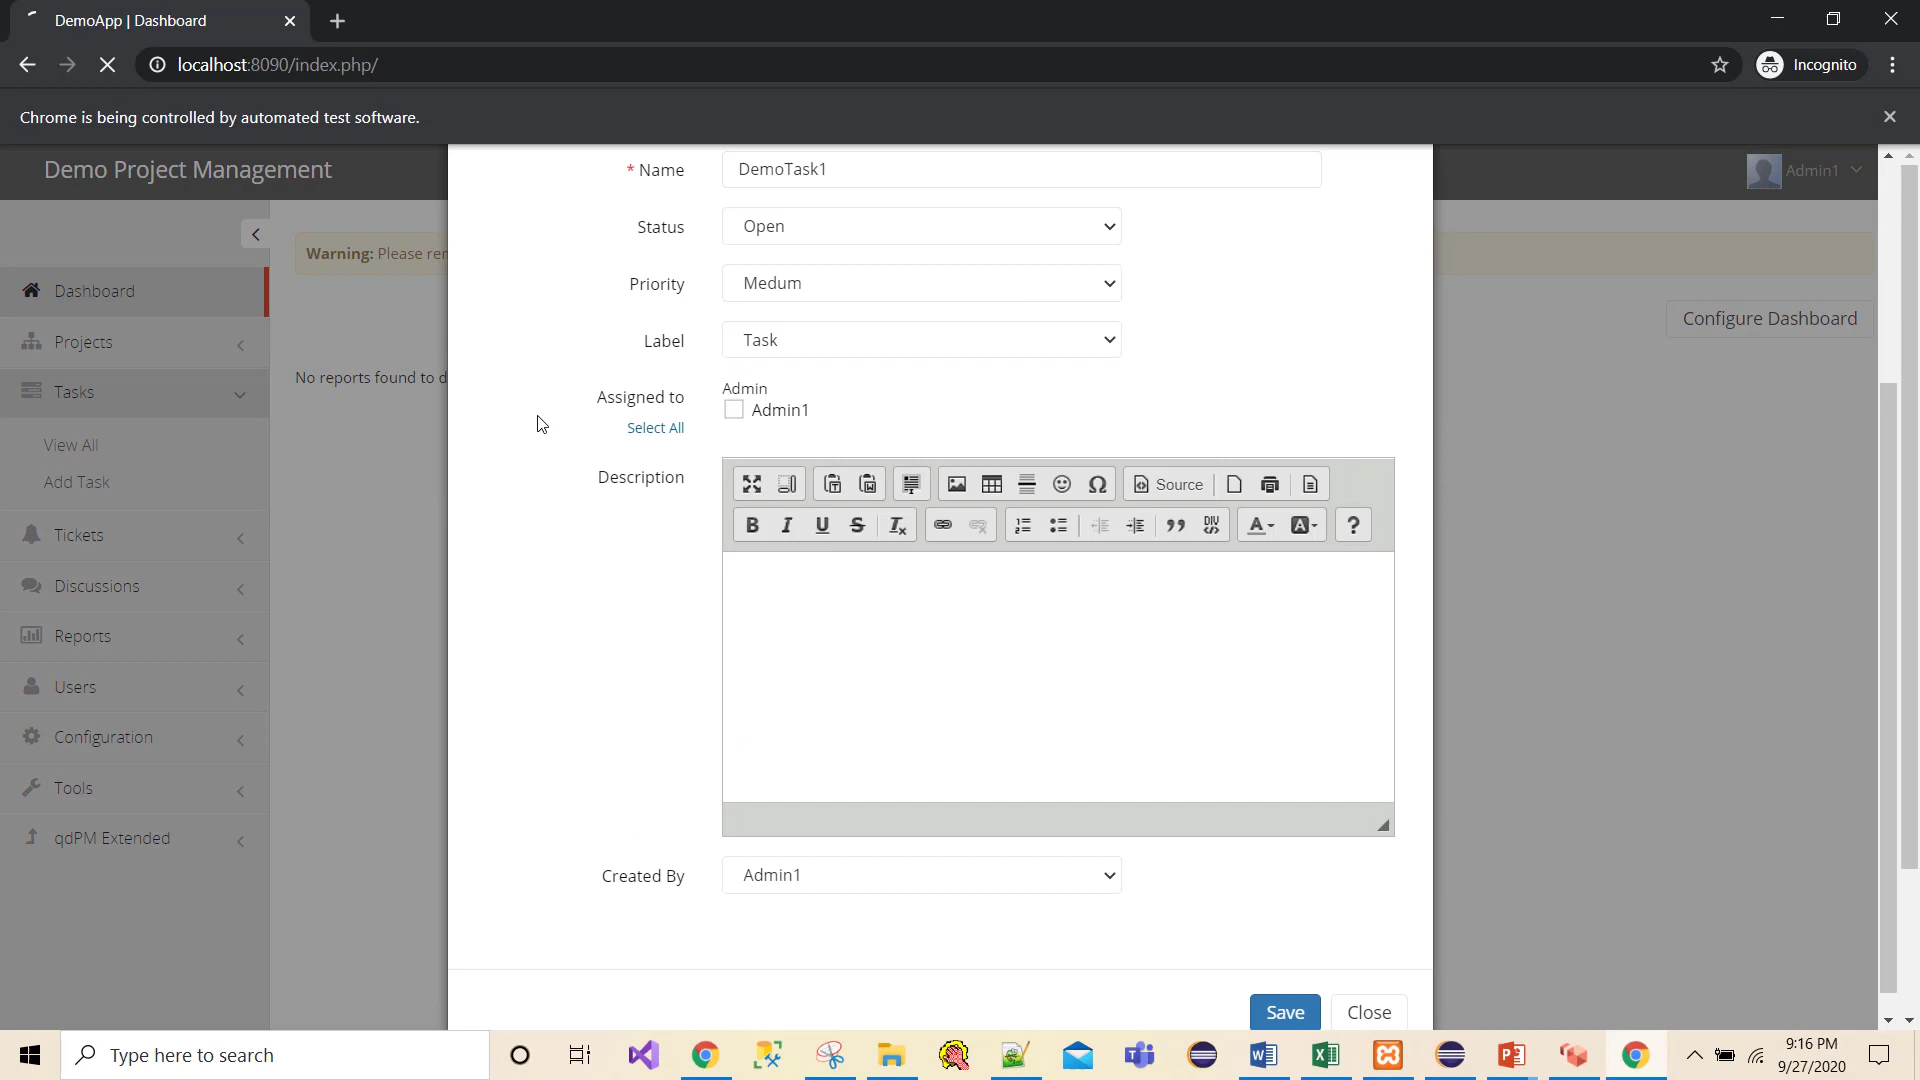 DemoApp | Dashboard
localhost:8090/index.php/
Incognito
Chrome is being controlled by automated test software.
Demo Project Management
Admin1
* Name
DemoTask1
Status
Open
Warning: Please rem
Dashboard
Priority
Medum
Configure Dashboard
Projects
Label
Task
No reports found to d
Tasks
Assigned to
Admin
Admin1
Select All
View All
Add Task
Description
Source
DIV
Tickets
Discussions
Reports
Users
Configuration
Tools
qdPM Extended
Created By
Admin1
Save
Close
Type here to search
9:16 PM
9/27/2020